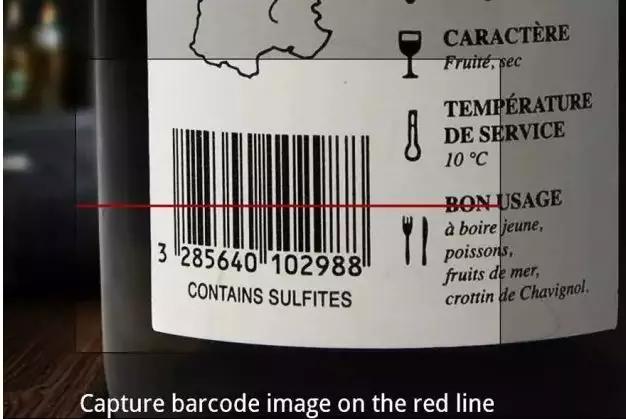 CARACTÈRE
Fruité, sec
TEMPÉRATURE
DE SERVICE
10 °C
BON USAGE
à boire jeune,
poissons,
fruits de mer,
crottin de Chavignol.
3 285640 102988
CONTAINS SULFITES
Capture barcode image on the red line